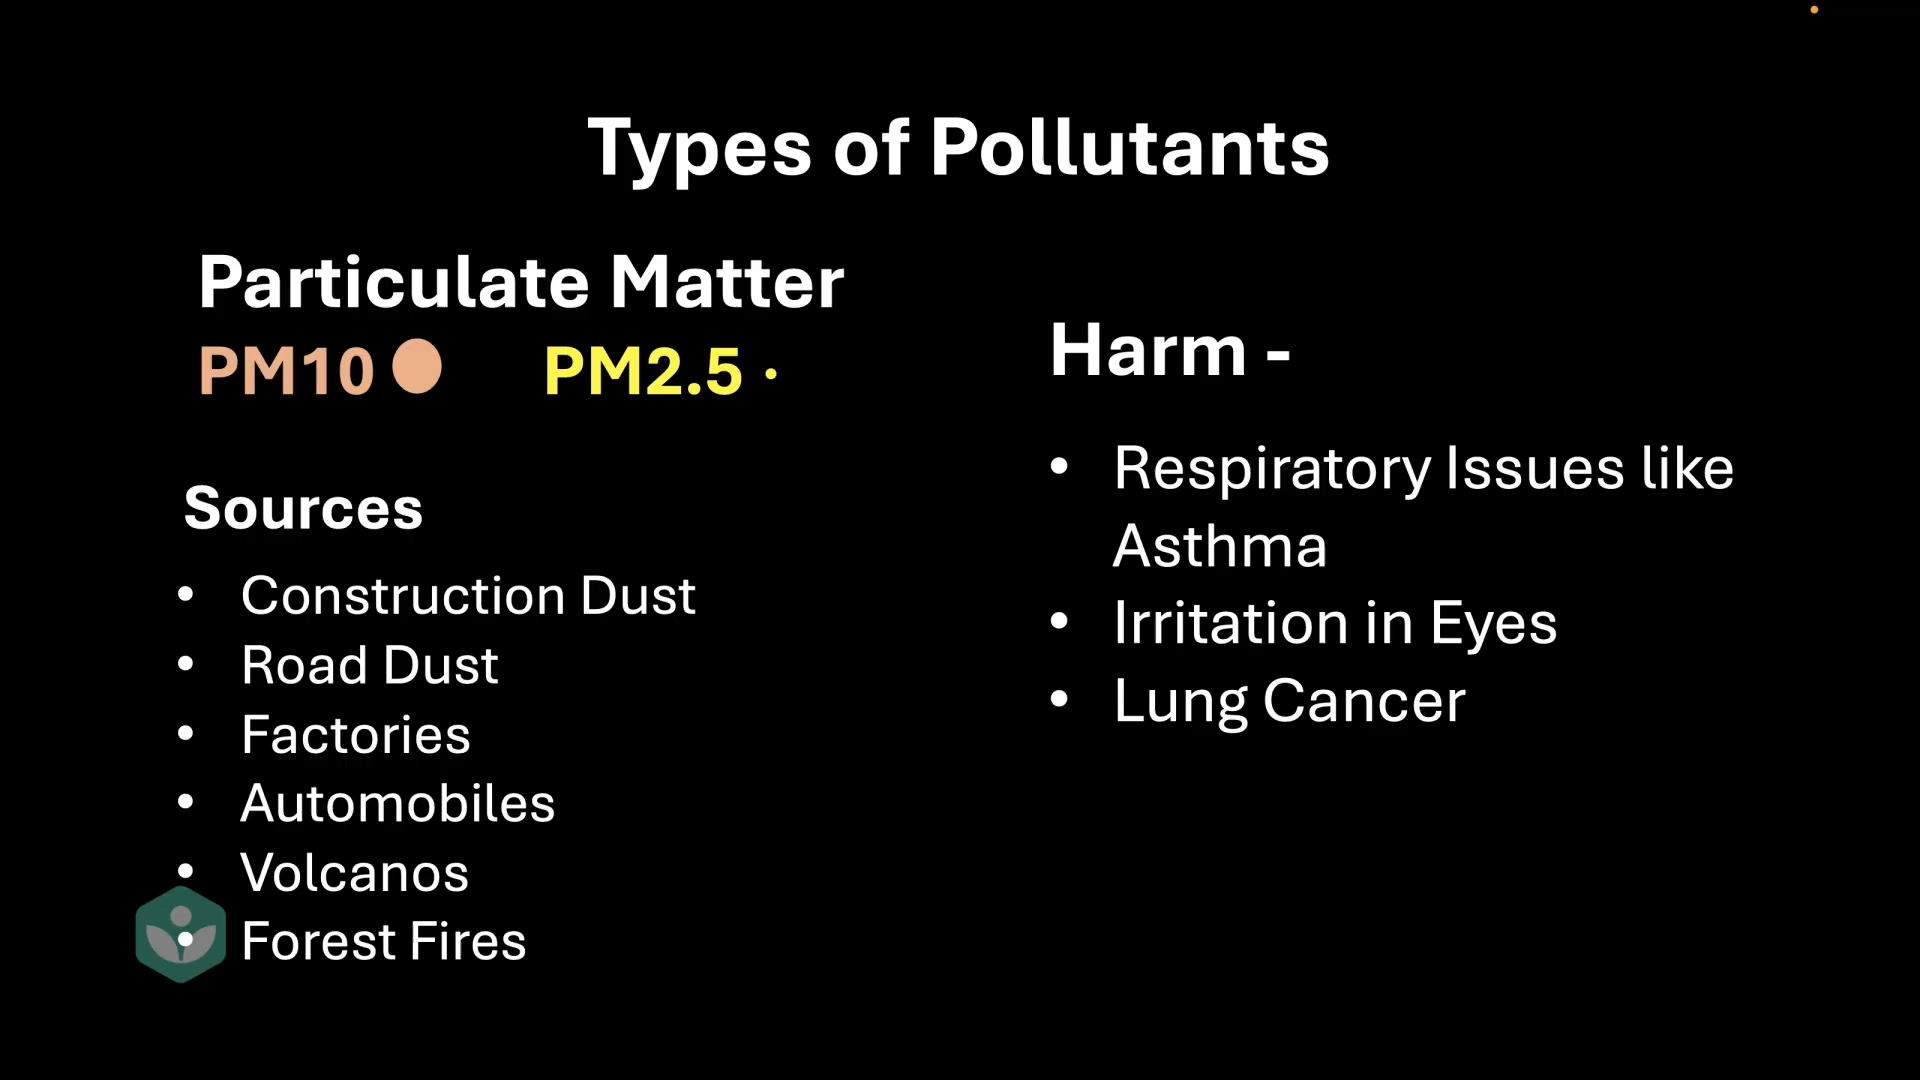 Types of Pollutants
Particulate Matter
PM10 PM2.5
Sources
• Construction Dust
• Road Dust
• Factories
• Automobiles
• Volcanos
• Forest Fires
Harm -
• Respiratory Issues like
Asthma
• Irritation in Eyes
• Lung Cancer